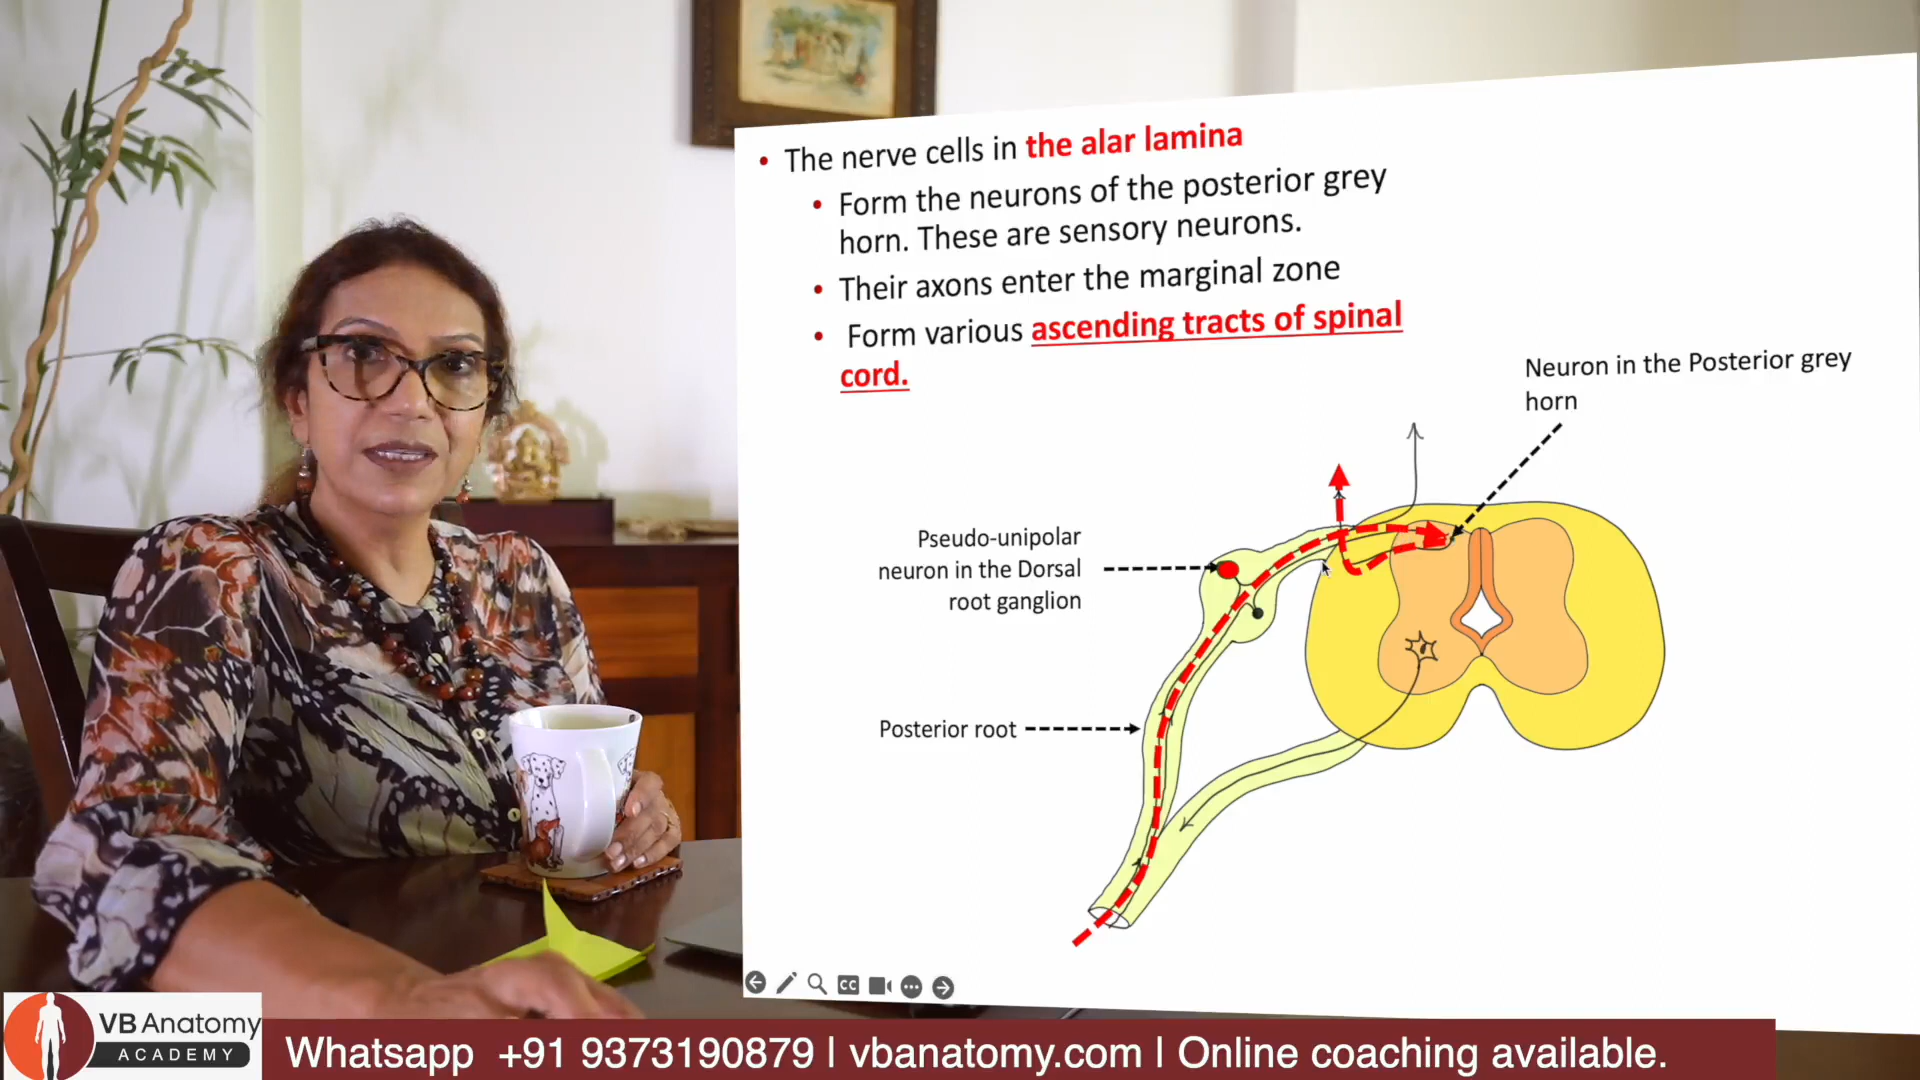 • The nerve cells in the alar lamina
• Form the neurons of the posterior grey
horn. These are sensory neurons.
• Their axons enter the marginal zone
• Form various ascending tracts of spinal
cord.
Neuron in the Posterior grey
horn
Pseudo-unipolar
neuron in the Dorsal
root ganglion
Posterior root
CC
VB Anatomy
ACADEMY
Whatsapp +91 9373190879 | vbanatomy.com | Online coaching available.